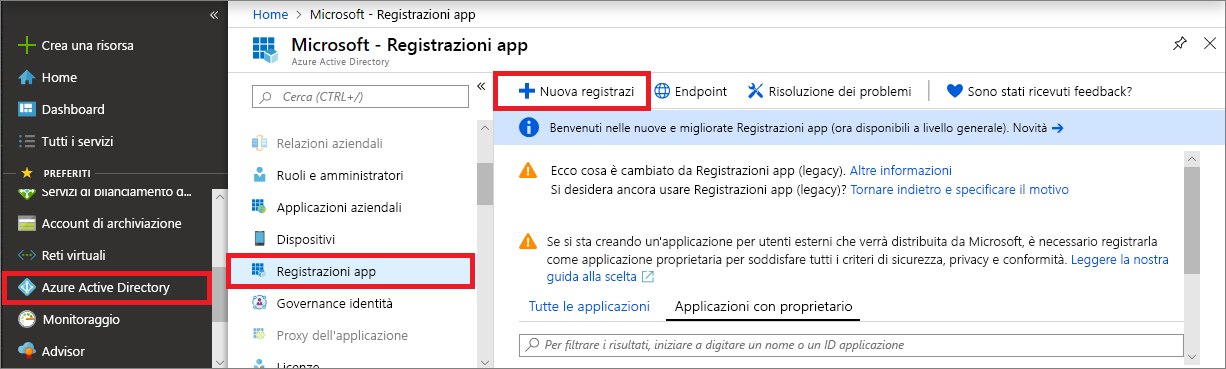 «
Crea una risorsa
Home
Dashboard
Tutti i servizi
PREFERITI
Servizi di bilanciamento d...
Account di archiviazione
Reti virtuali
Azure Active Directory
Monitoraggio
Advisor
Home > Microsoft - Registrazioni app
Microsoft - Registrazioni app
Azure Active Directory
Cerca (CTRL+/)
«
Relazioni aziendali
Ruoli e amministratori
Applicazioni aziendali
Dispositivi
Registrazioni app
Governance identità
Proxy dell'applicazione
Licenze
Nuova registrazi
Endpoint
Risoluzione dei problemi
Sono stati ricevuti feedback?
Benvenuti nelle nuove e migliorate Registrazioni app (ora disponibili a livello generale). Novità →
Ecco cosa è cambiato da Registrazioni app (legacy). Altre informazioni
Si desidera ancora usare Registrazioni app (legacy)? Tornare indietro e specificare il motivo
Se si sta creando un'applicazione per utenti esterni che verrà distribuita da Microsoft, è necessario registrarla
come applicazione proprietaria per soddisfare tutti i criteri di sicurezza, privacy e conformità. Leggere la nostra
guida alla scelta
Tutte le applicazioni
Applicazioni con proprietario
Per filtrare i risultati, iniziare a digitare un nome o un ID applicazione